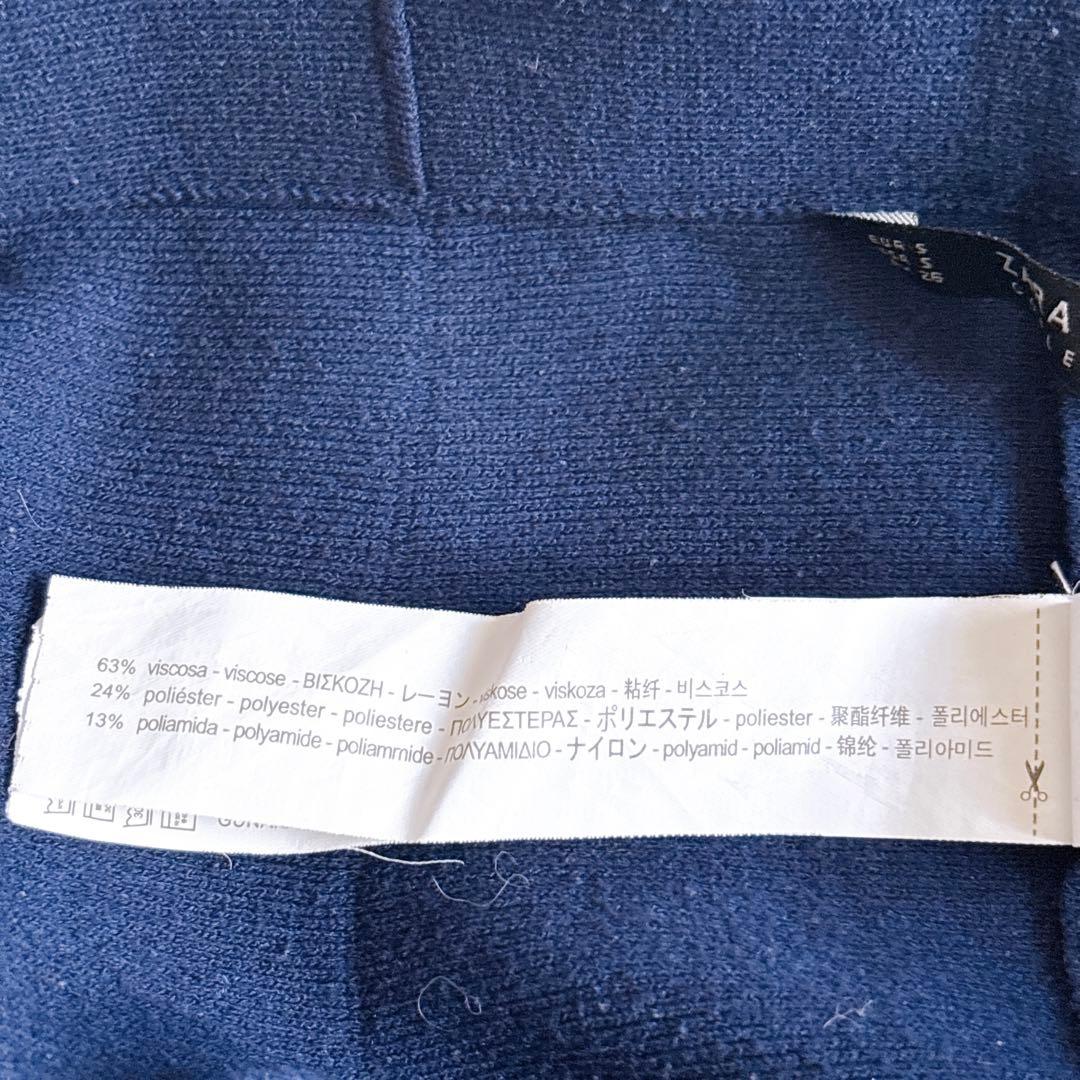 EUR S
ZARA
63% viscosa - viscose - ΒΙΣΚΟΖΗ - レーヨン - viskose - viskoza - 粘纤 - 비스코스
24% poliéster - polyester - poliestere - ΠΟΛΥΕΣΤΕΡΑΣ - ポリエステル - poliester - 聚酯纤维 - 폴리에스터
13% poliamida - polyamide - poliammide - ΠΟΛΥΑΜΙΔΙΟ - ナイロン - polyamid - poliamid - 锦纶 - 폴리아미드